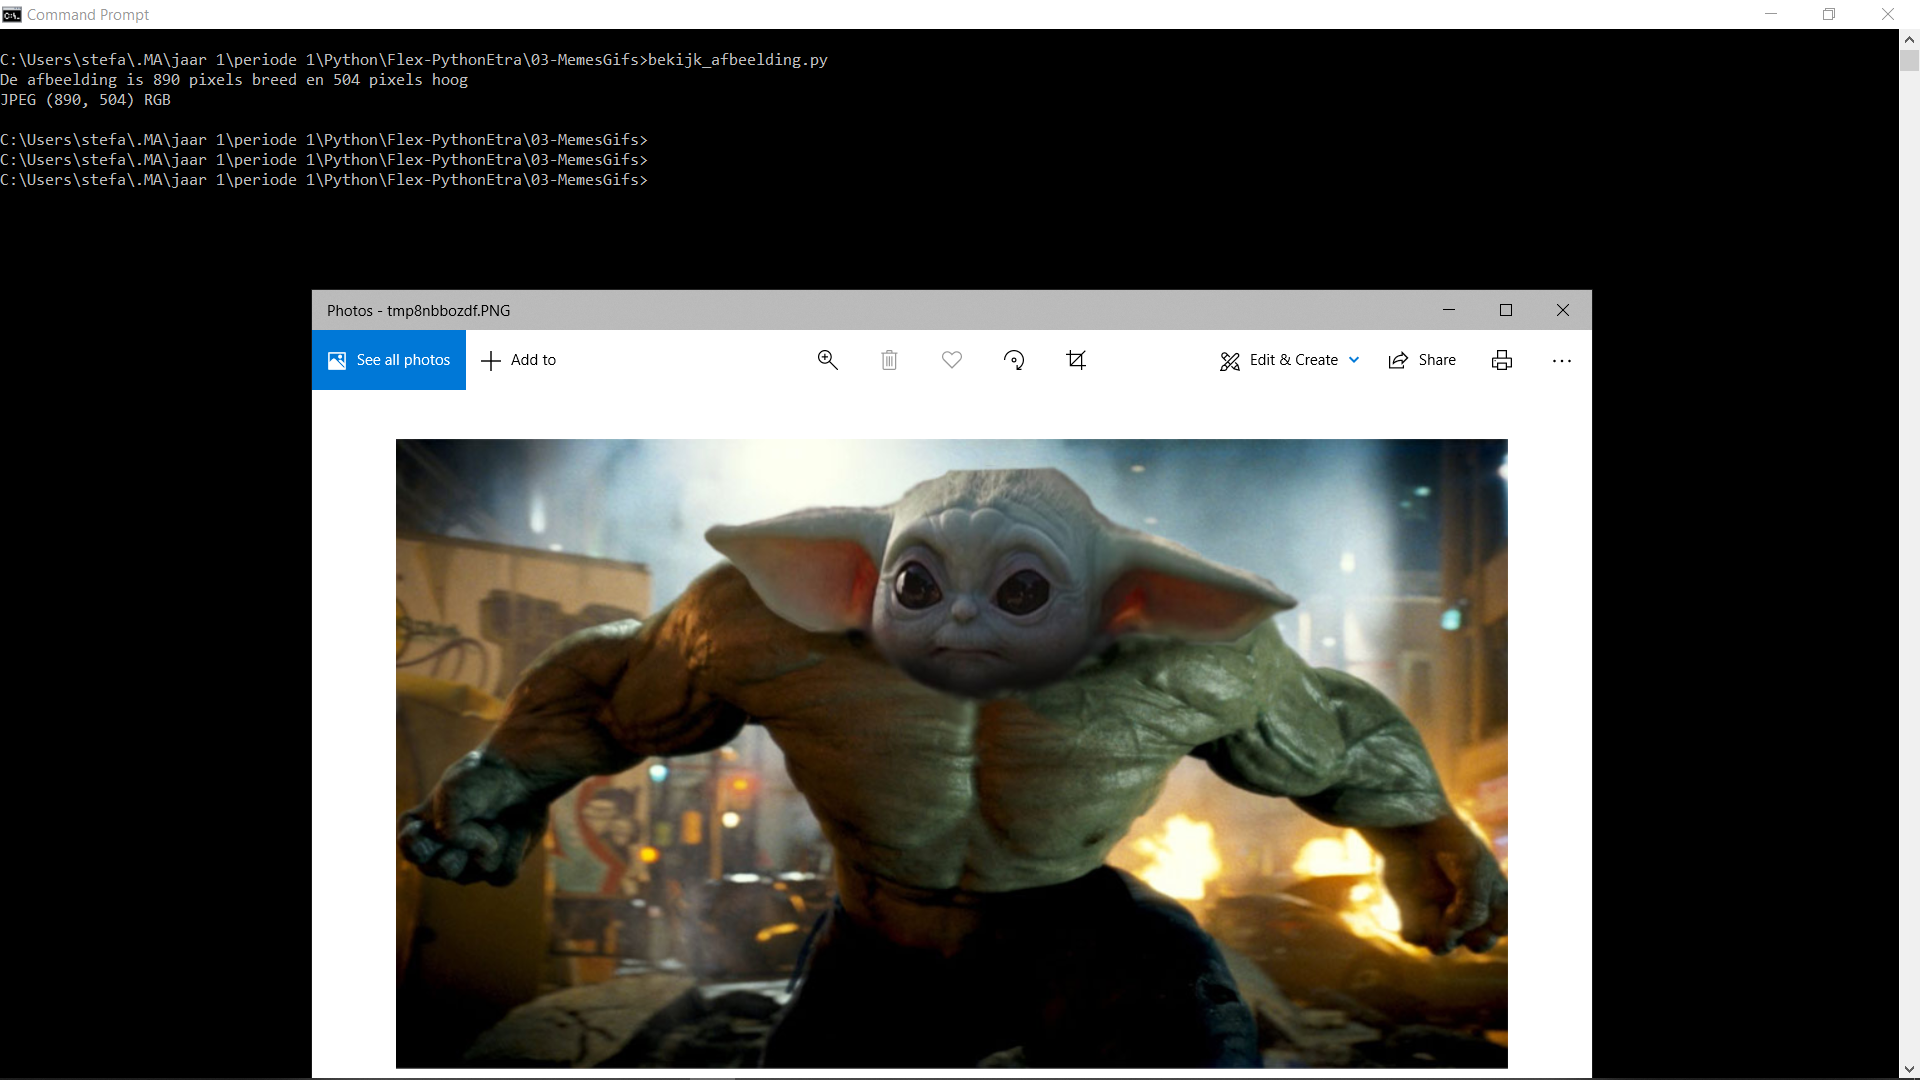 Command Prompt
C:\Users\stefa\.MA\jaar 1\periode 1\Python\Flex-PythonEtra\03-MemesGifs>bekijk_afbeelding.py
De afbeelding is 890 pixels breed en 504 pixels hoog
JPEG (890, 504) RGB
C:\Users\stefa\.MA\jaar 1\periode 1\Python\Flex-PythonEtra\03-MemesGifs>
C:\Users\stefa\.MA\jaar 1\periode 1\Python\Flex-PythonEtra\03-MemesGifs>
C:\Users\stefa\.MA\jaar 1\periode 1\Python\Flex-PythonEtra\03-MemesGifs>
Photos - tmp8nbbozdf.PNG
See all photos Add to Edit & Create Share